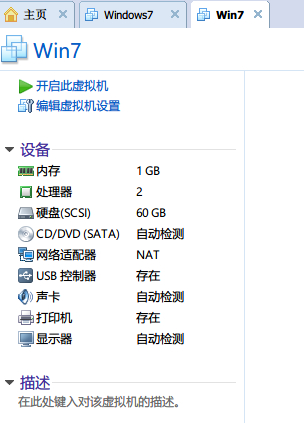 主页 Windows7 Win7
Win7
开启此虚拟机
编辑虚拟机设置
设备
内存 1 GB
处理器 2
硬盘(SCSI) 60 GB
CD/DVD (SATA) 自动检测
网络适配器 NAT
USB 控制器 存在
声卡 自动检测
打印机 存在
显示器 自动检测
描述
在此处键入对该虚拟机的描述。